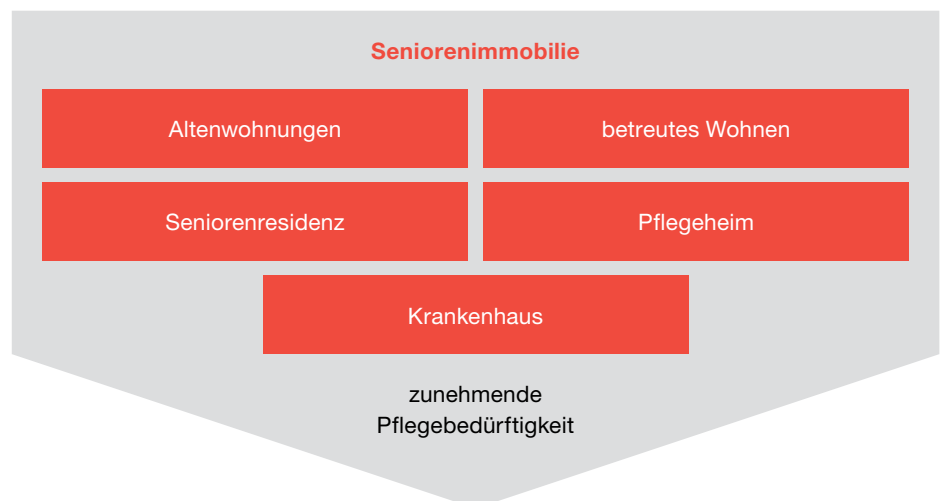 Seniorenimmobilie
Altenwohnungen
betreutes Wohnen
Seniorenresidenz
Pflegeheim
Krankenhaus
zunehmende
Pflegebedürftigkeit